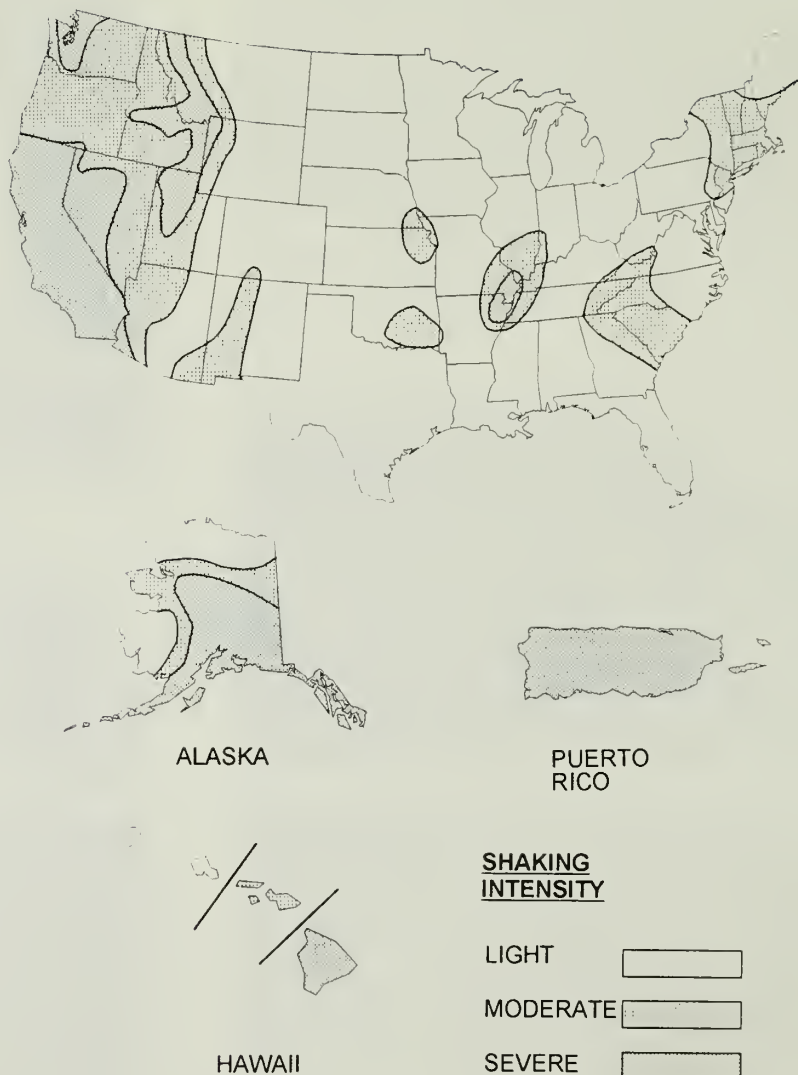 ALASKA
PUERTO
RICO
HAWAII
SHAKING
INTENSITY
LIGHT
MODERATE
SEVERE